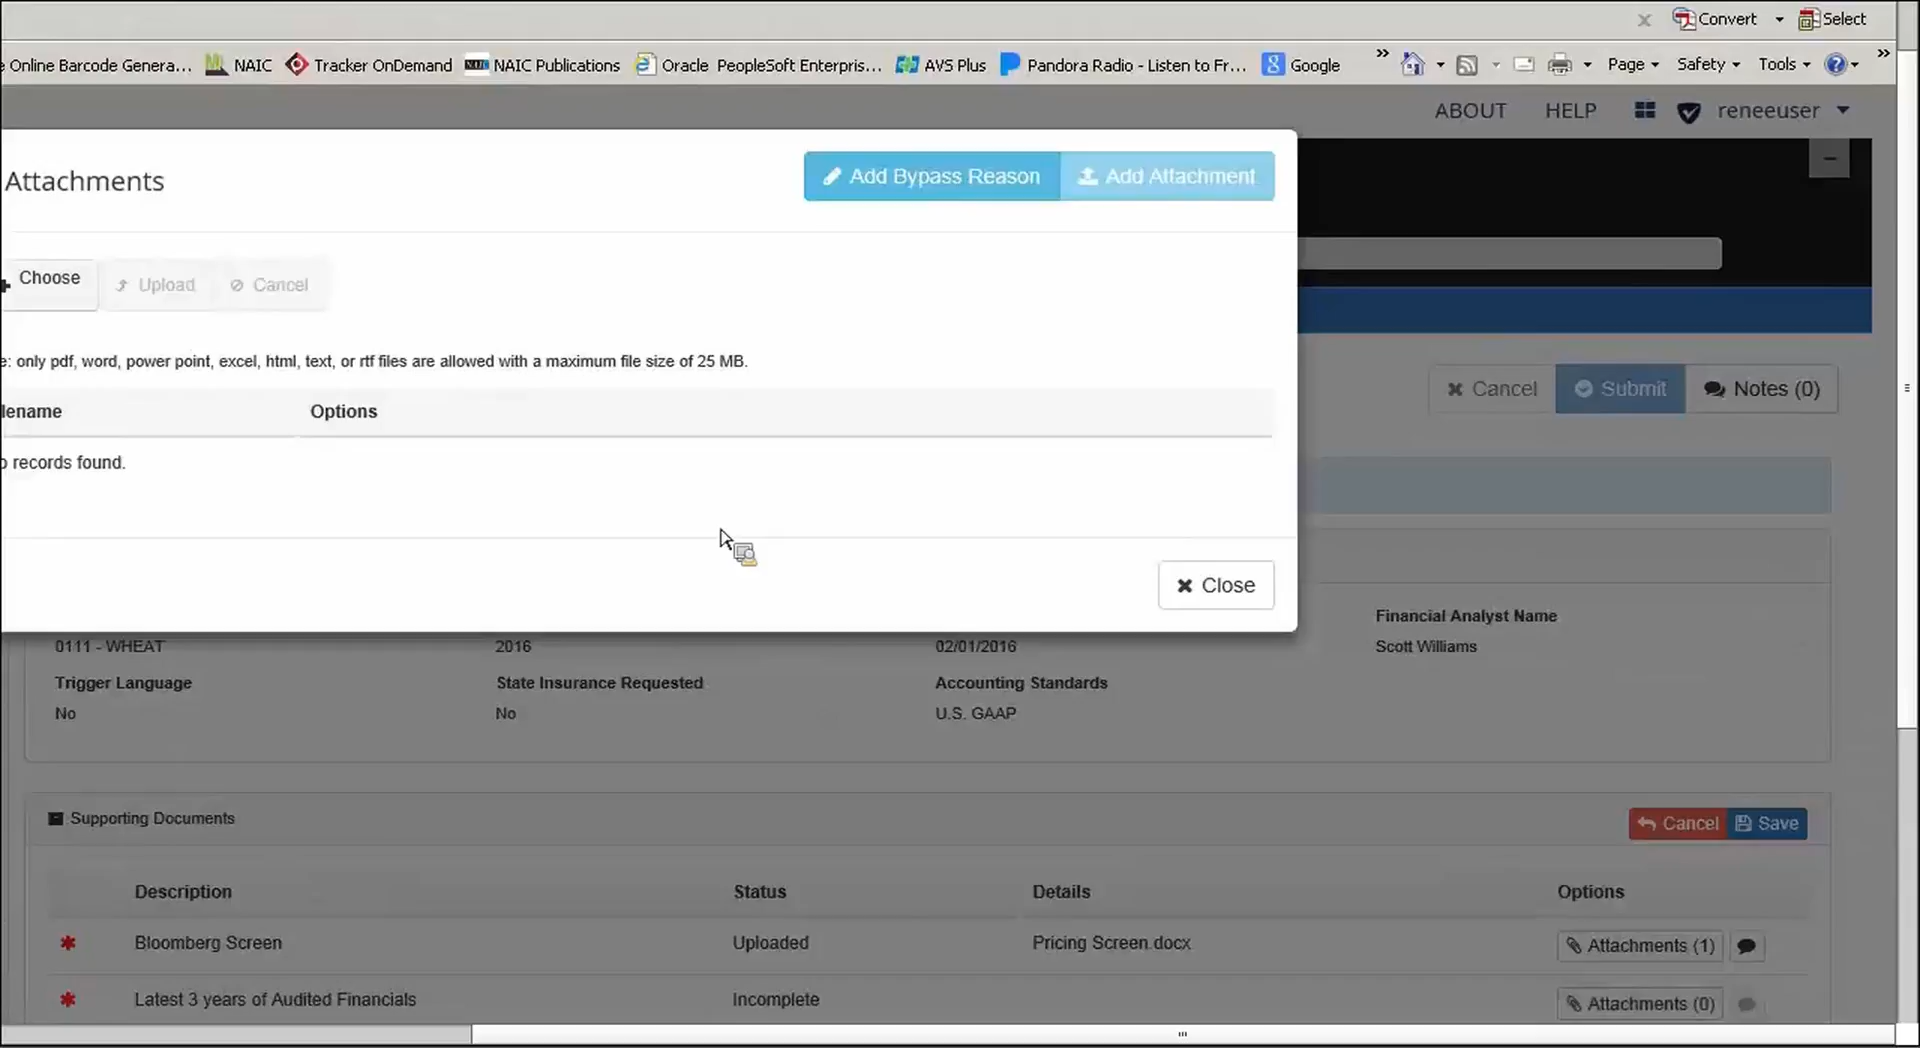 Convert Select
Online Barcode Genera... NAIC Tracker OnDemand NAIC Publications Oracle PeopleSoft Enterpris... AVS Plus Pandora Radio - Listen to Fr... Google Page Safety Tools
ABOUT HELP reneeuser
Attachments Add Bypass Reason Add Attachment
Choose Upload Cancel
e: only pdf, word, power point, excel, html, text, or rtf files are allowed with a maximum file size of 25 MB.
Cancel Submit Notes (0)
lename Options
o records found.
Close
Financial Analyst Name
0111 - WHEAT 2016 02/01/2016 Scott Williams
Trigger Language State Insurance Requested Accounting Standards
No No U.S. GAAP
Supporting Documents Cancel Save
Description Status Details Options
* Bloomberg Screen Uploaded Pricing Screen.docx Attachments (1)
* Latest 3 years of Audited Financials Incomplete Attachments (0)